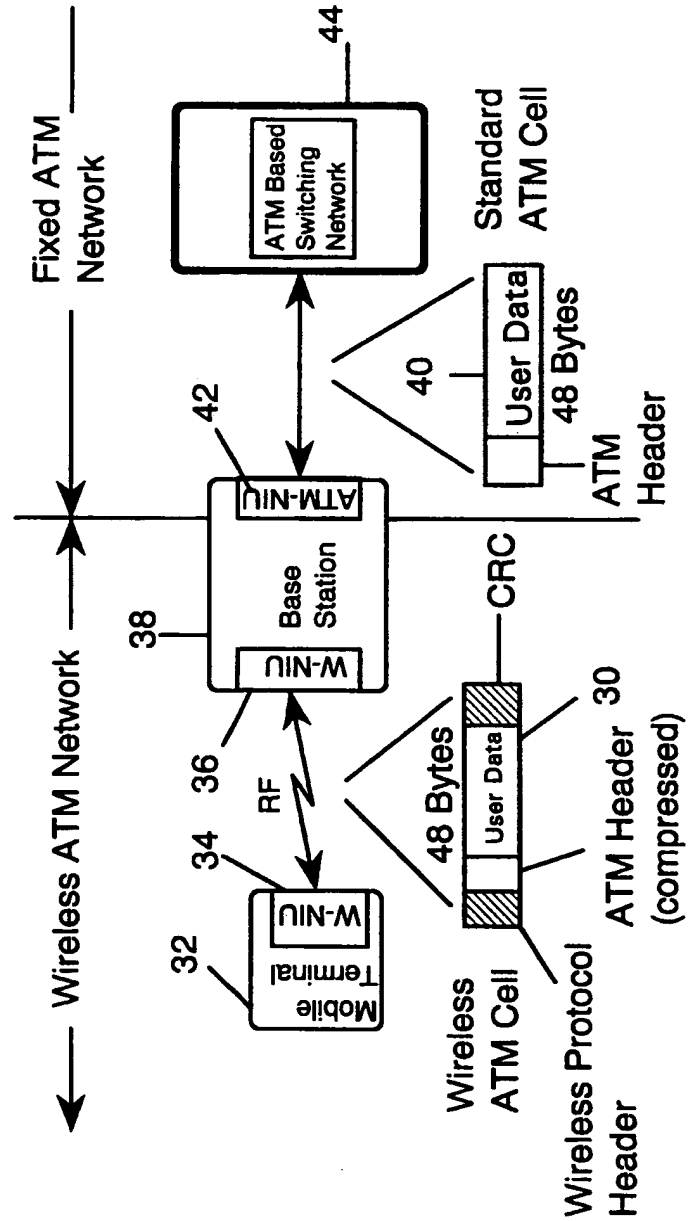 Wireless ATM Network
Fixed ATM
Network
32
34
36
38
42
44
Mobile
Terminal
W-NIU
RF
W-NIU
Base
Station
ATM-NIU
ATM Based
Switching
Network
Wireless
ATM Cell
48 Bytes
User Data
CRC
30
ATM Header
(compressed)
Wireless Protocol
Header
40
User Data
48 Bytes
ATM
Header
Standard
ATM Cell